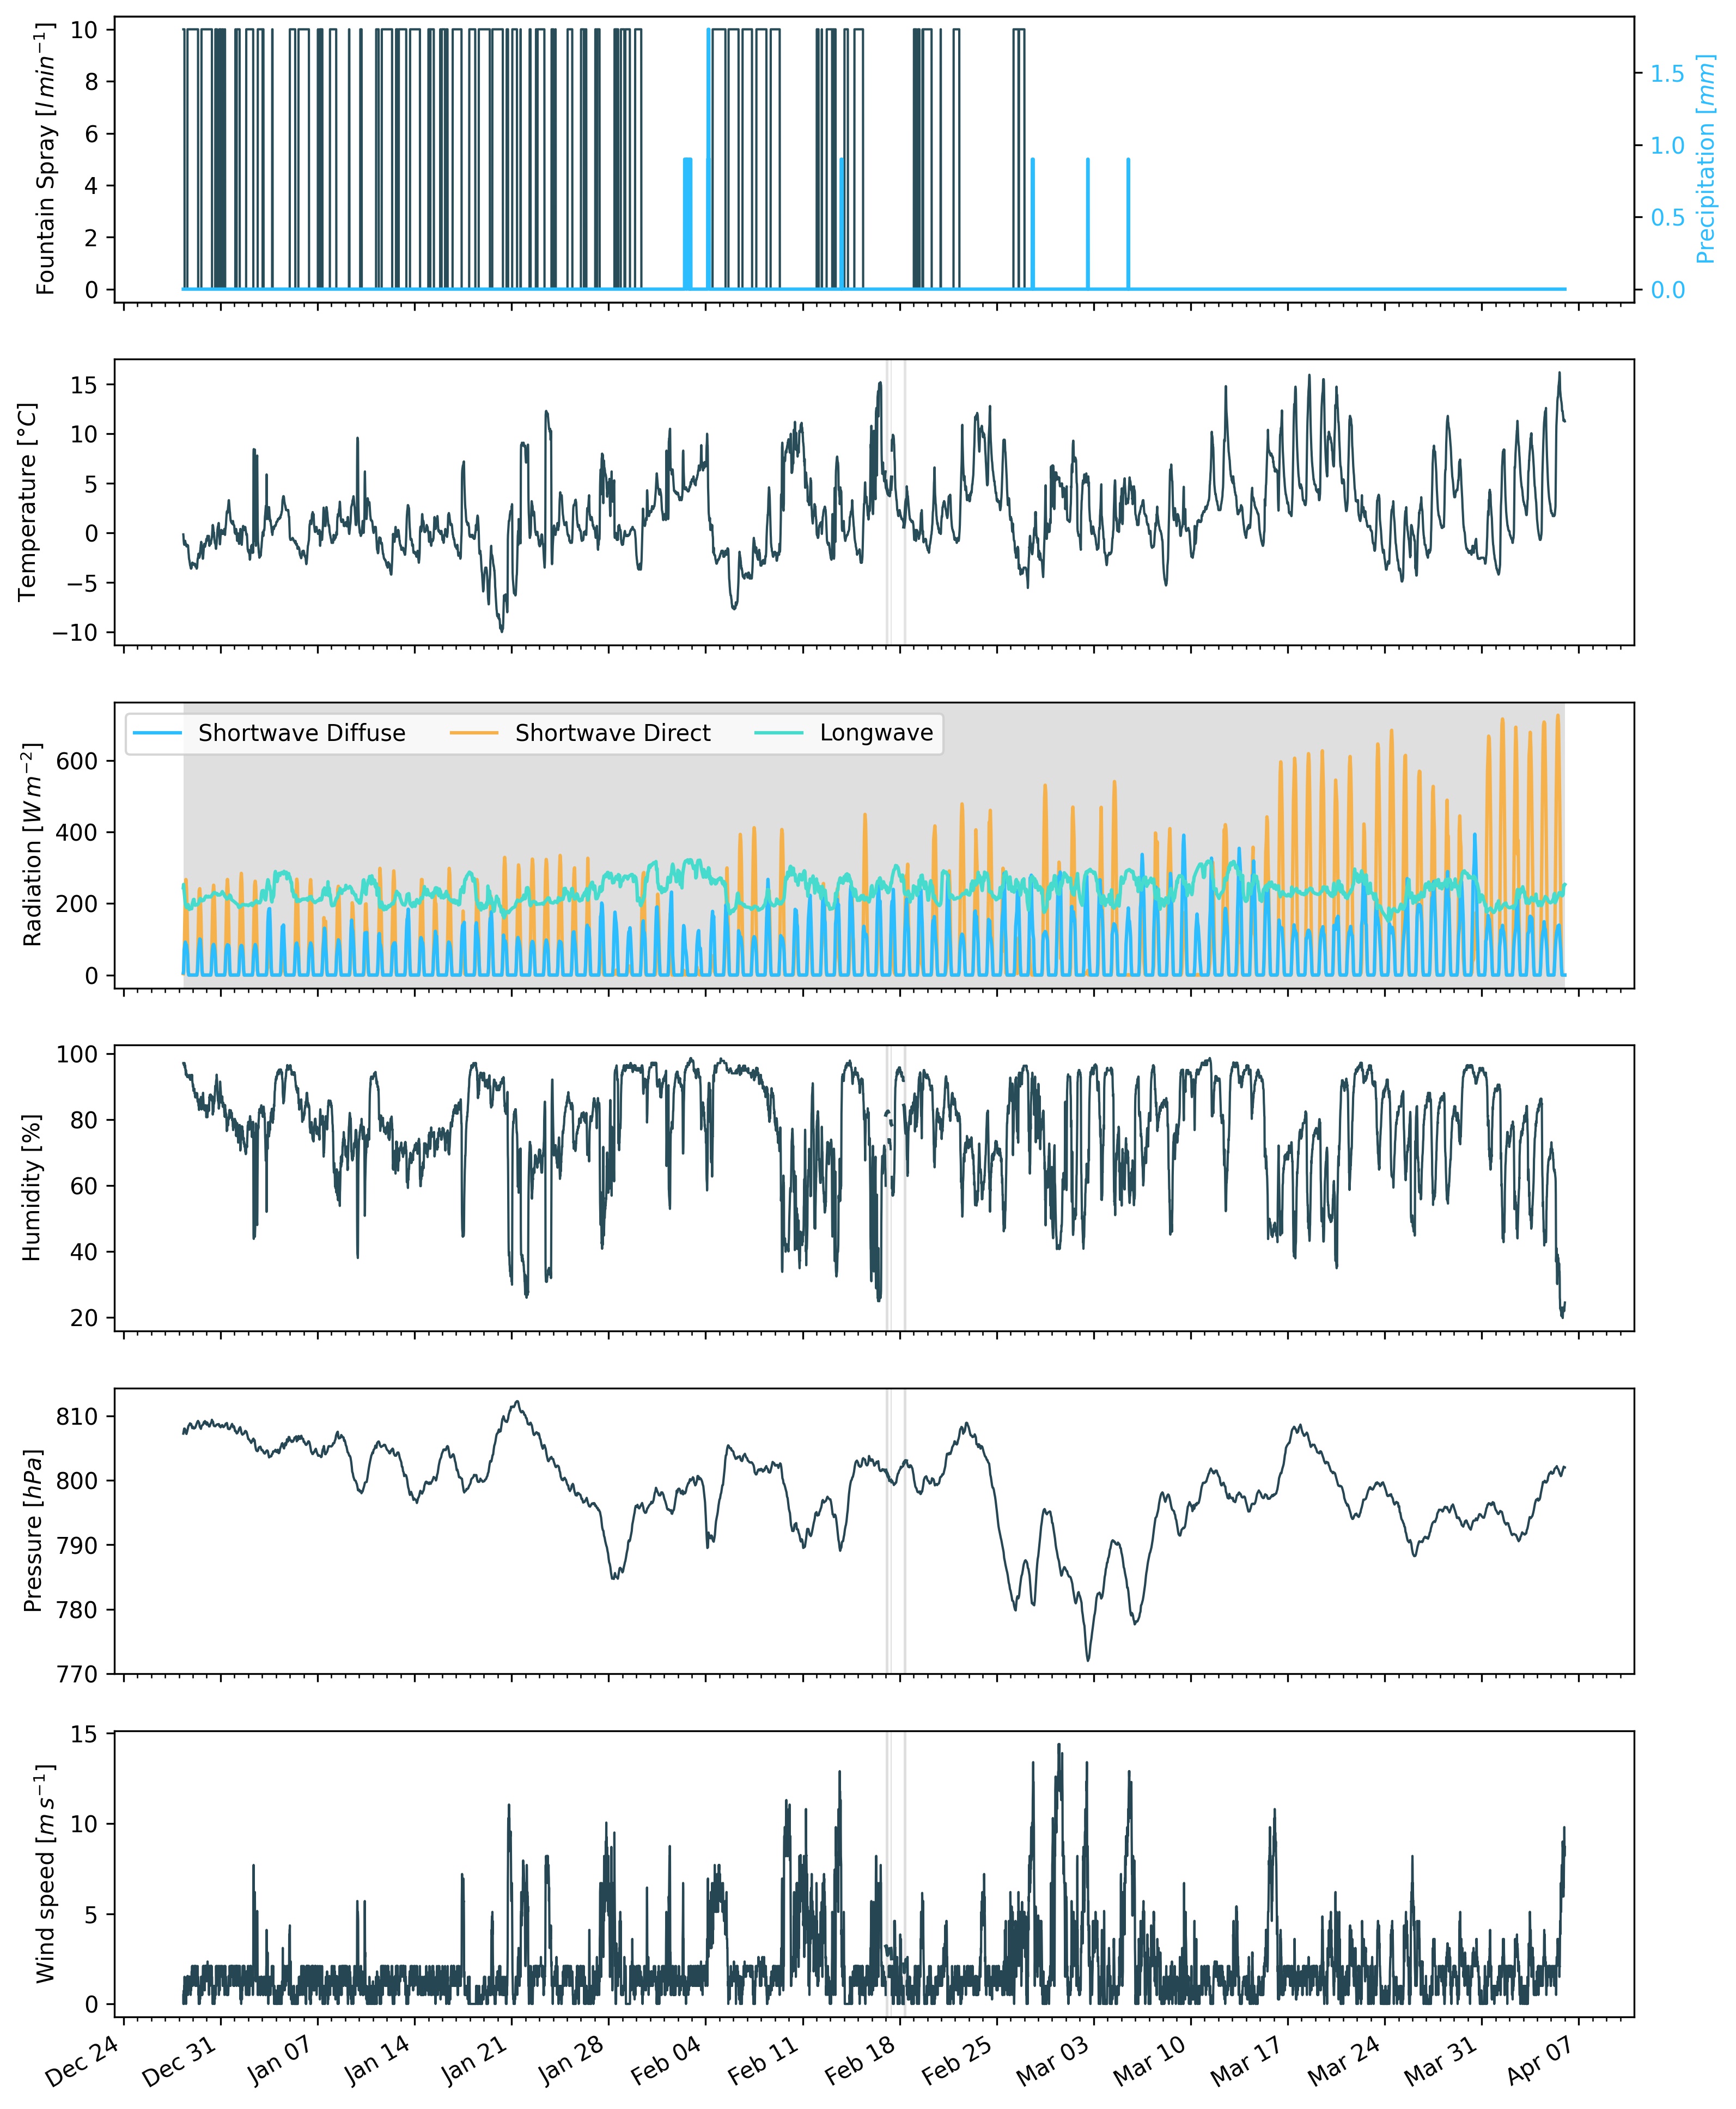 Fountain Spray [l min⁻¹]
10
8
6
4
2
0
1.5
1.0
0.5
0.0
Precipitation [mm]
Temperature [°C]
15
10
5
0
−5
−10
Radiation [W m⁻²]
600
400
200
0
Shortwave Diffuse
Shortwave Direct
Longwave
Humidity [%]
100
80
60
40
20
Pressure [hPa]
810
800
790
780
770
Wind speed [m s⁻¹]
15
10
5
0
Dec 24
Dec 31
Jan 07
Jan 14
Jan 21
Jan 28
Feb 04
Feb 11
Feb 18
Feb 25
Mar 03
Mar 10
Mar 17
Mar 24
Mar 31
Apr 07